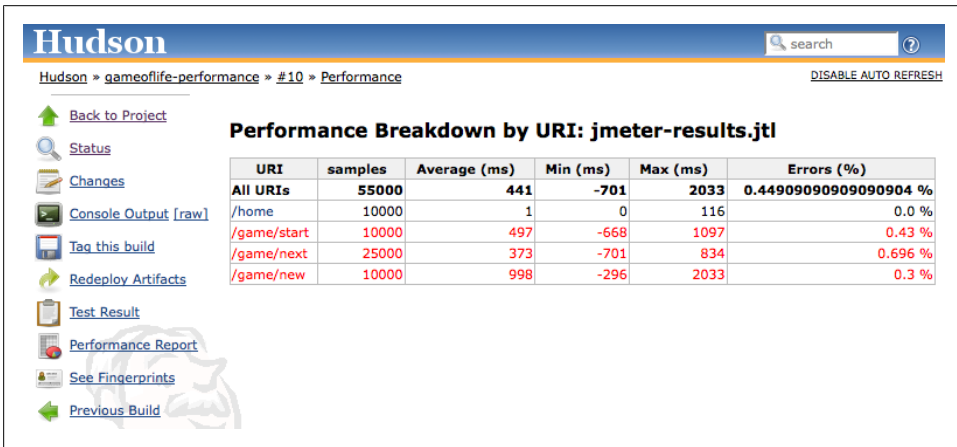 Hudson
search
Hudson » gameoflife-performance » #10 » Performance
DISABLE AUTO REFRESH
Back to Project
Status
Changes
Console Output [raw]
Tag this build
Redeploy Artifacts
Test Result
Performance Report
See Fingerprints
Previous Build
Performance Breakdown by URI: jmeter-results.jtl
URI samples Average (ms) Min (ms) Max (ms) Errors (%)
All URIs 55000 441 -701 2033 0.44909090909090904 %
/home 10000 1 0 116 0.0 %
/game/start 10000 497 -668 1097 0.43 %
/game/next 25000 373 -701 834 0.696 %
/game/new 10000 998 -296 2033 0.3 %